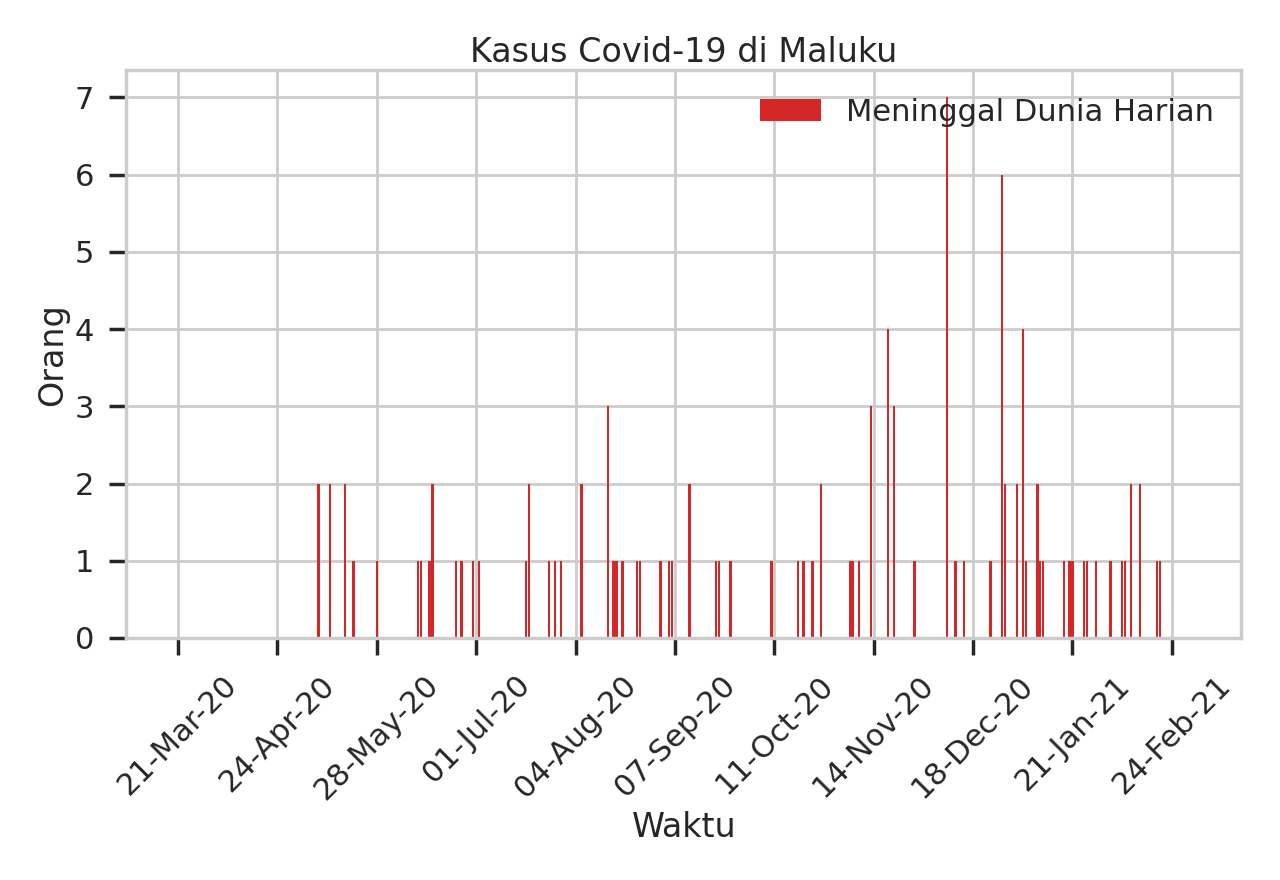 Kasus Covid-19 di Maluku
Meninggal Dunia Harian
7
6
5
4
3
2
1
0
Orang
21-Mar-20
24-Apr-20
28-May-20
01-Jul-20
04-Aug-20
07-Sep-20
11-Oct-20
14-Nov-20
18-Dec-20
21-Jan-21
24-Feb-21
Waktu